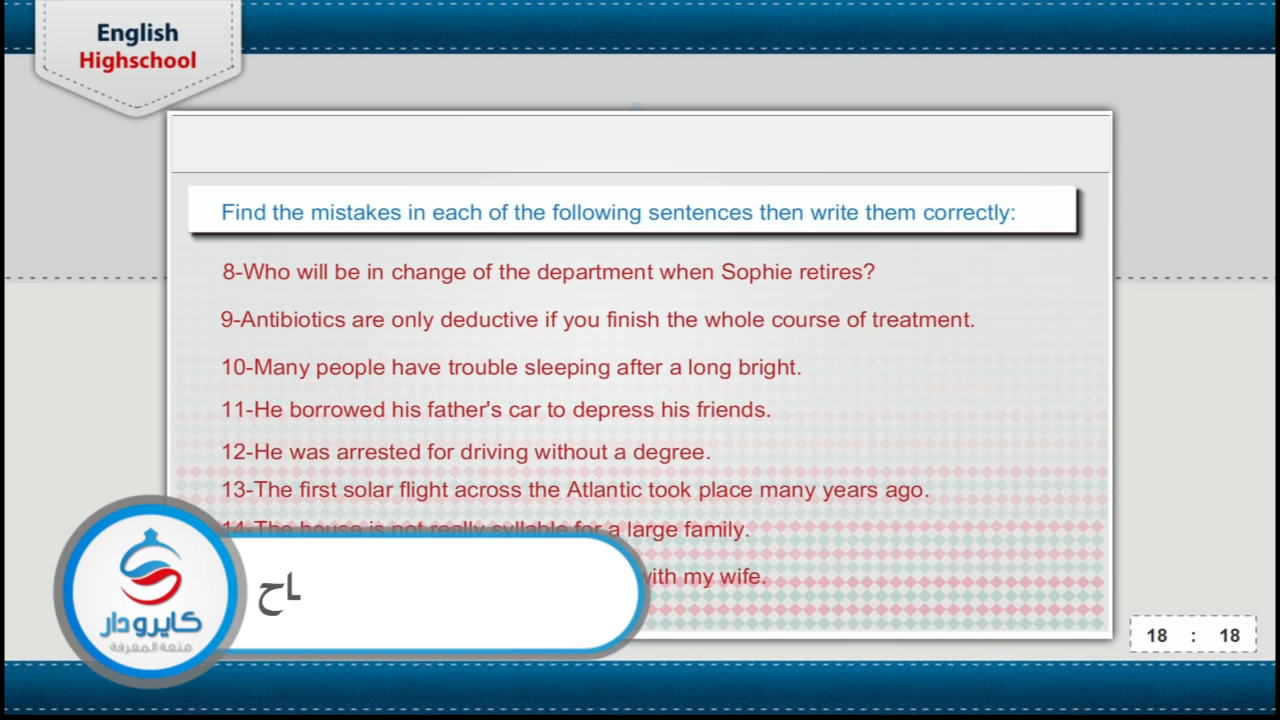 English
Highschool
Find the mistakes in each of the following sentences then write them correctly:
8-Who will be in change of the department when Sophie retires?
9-Antibiotics are only deductive if you finish the whole course of treatment.
10-Many people have trouble sleeping after a long bright.
11-He borrowed his father's car to depress his friends.
12-He was arrested for driving without a degree.
13-The first solar flight across the Atlantic took place many years ago.
14-The house is not really syllable for a large family.
with my wife.
كايرودار
متعة المعرفة
18 : 18